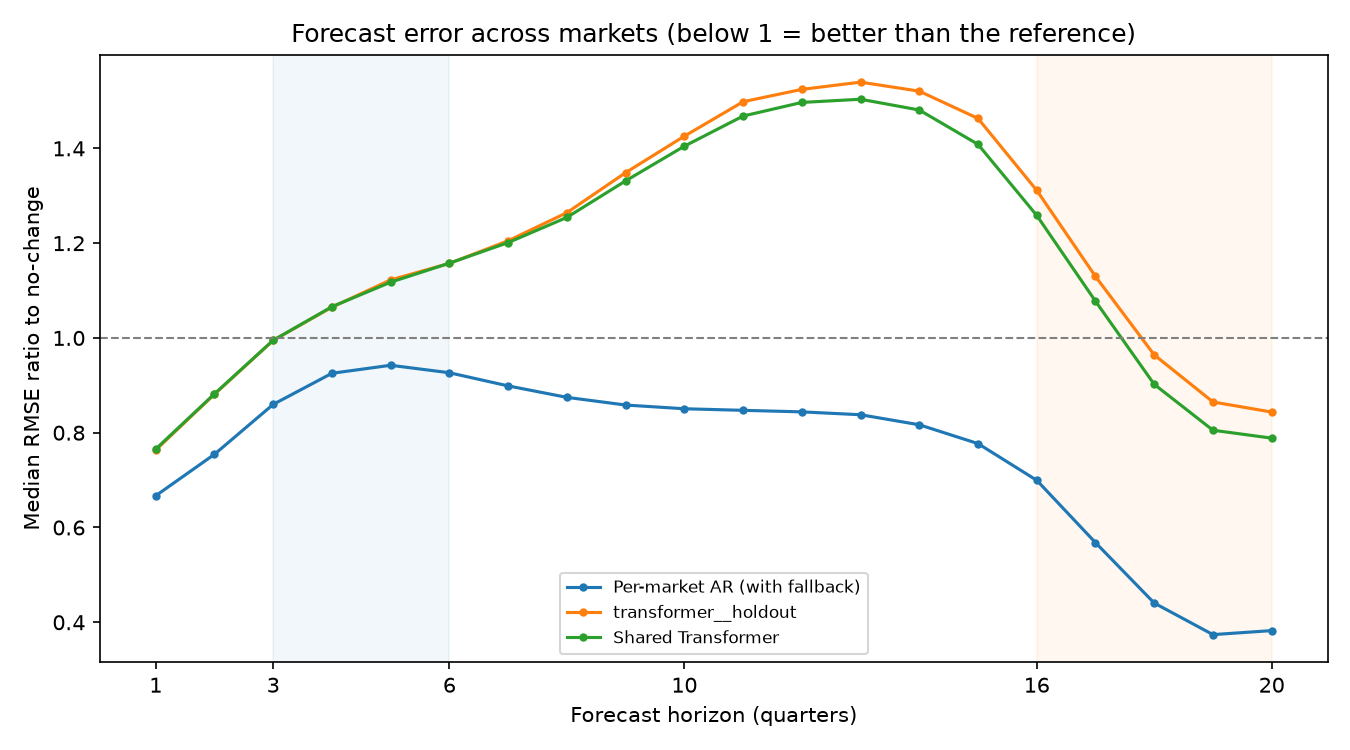 Forecast error across markets (below 1 = better than the reference)
Median RMSE ratio to no-change
1.4
1.2
1.0
0.8
0.6
0.4
Per-market AR (with fallback)
transformer__holdout
Shared Transformer
1 3 6 10 16 20
Forecast horizon (quarters)